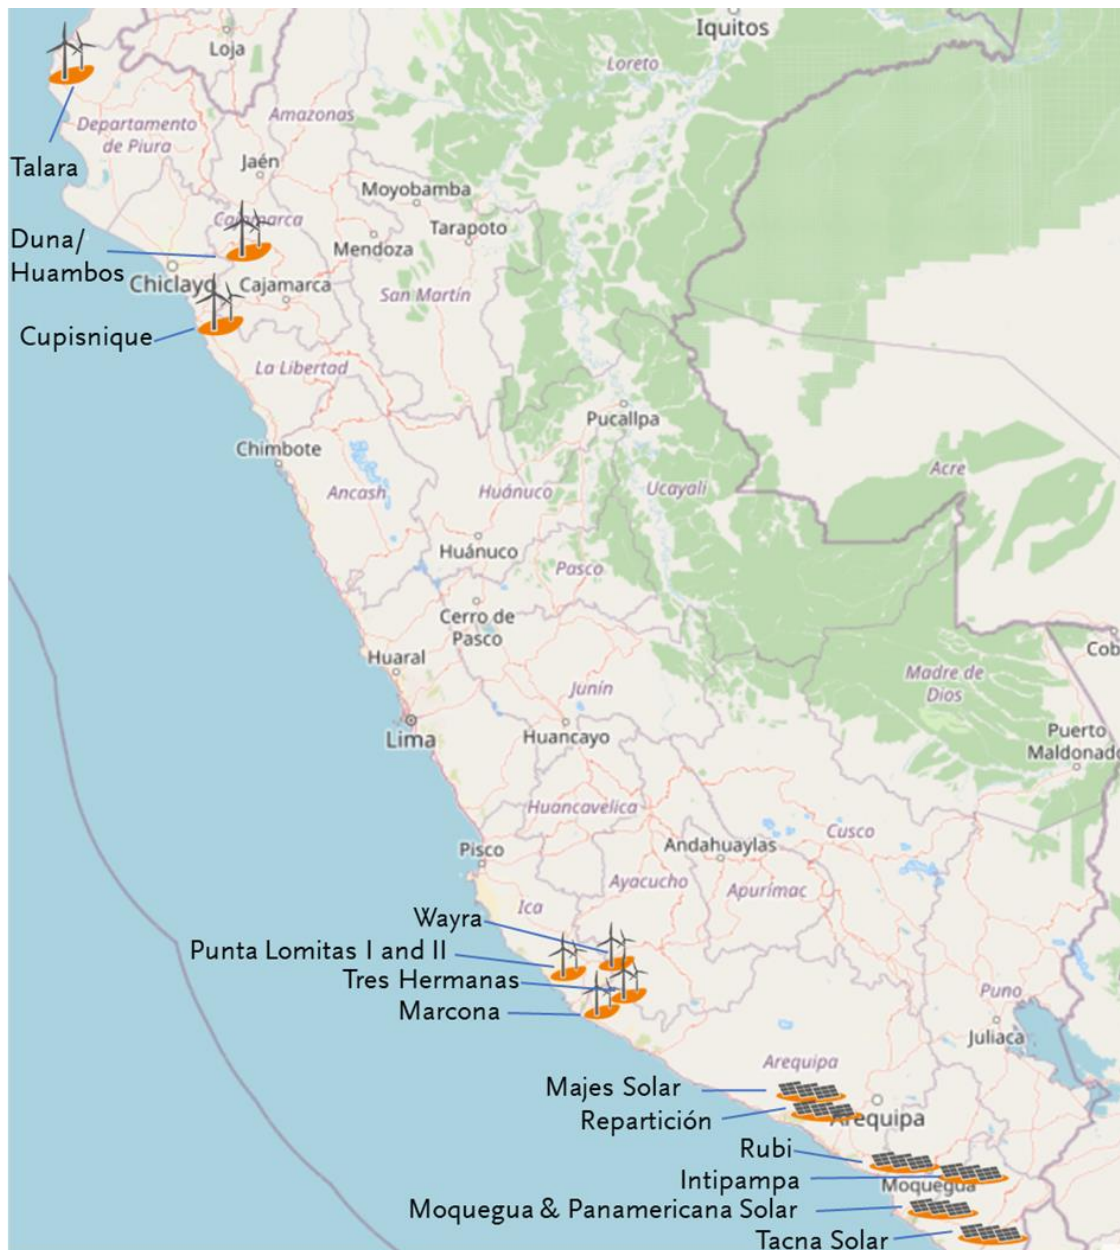 Iquitos
Loja
Loreto
Amazonas
Departamento
de Piura
Jaén
Talara
Moyobamba
Cajamarca
Tarapoto
Duna/
Huambos
Mendoza
Chiclayo
Cajamarca
San Martín
Cupisnique
La Libertad
Pucallpa
Chimbote
Acre
Ancash
Huánuco
Ucayali
Huánuco
Pasco
Cerro de
Pasco
Cob
Huaral
Madre de
Dios
Junín
Lima
Huancayo
Puerto
Maldonado
Huancavelica
Cusco
Pisco
Andahuaylas
Ayacucho
Apurímac
Ica
Wayra
Punta Lomitas I and II
Tres Hermanas
Marcona
Puno
Juliaca
Arequipa
Majes Solar
Repartición
Arequipa
Rubi
Intipampa
Moquegua
Moquegua & Panamericana Solar
Tacna Solar